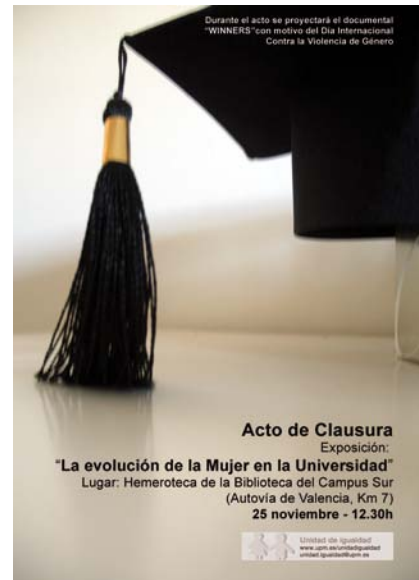 Durante el acto se proyectará el documental
"WINNERS"con motivo del Día Internacional
Contra la Violencia de Género
Acto de Clausura
Exposición:
"La evolución de la Mujer en la Universidad"
Lugar: Hemeroteca de la Biblioteca del Campus Sur
(Autovía de Valencia, Km 7)
25 noviembre - 12.30h
Unidad de igualdad
www.upm.es/unidadigualdad
unidad.igualdad@upm.es